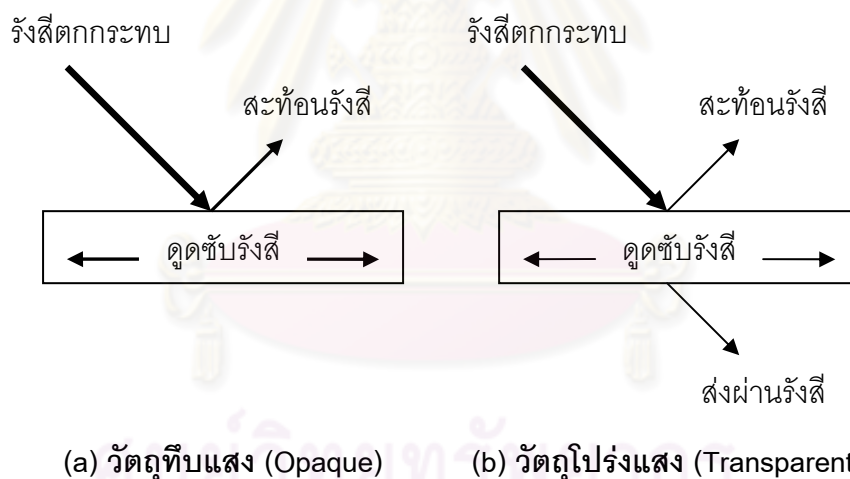 รังสีตกกระทบ รังสีตกกระทบ
สะท้อนรังสี สะท้อนรังสี
ดูดซับรังสี ดูดซับรังสี
ส่งผ่านรังสี
(a) วัตถุทึบแสง (Opaque) (b) วัตถุโปร่งแสง (Transparent